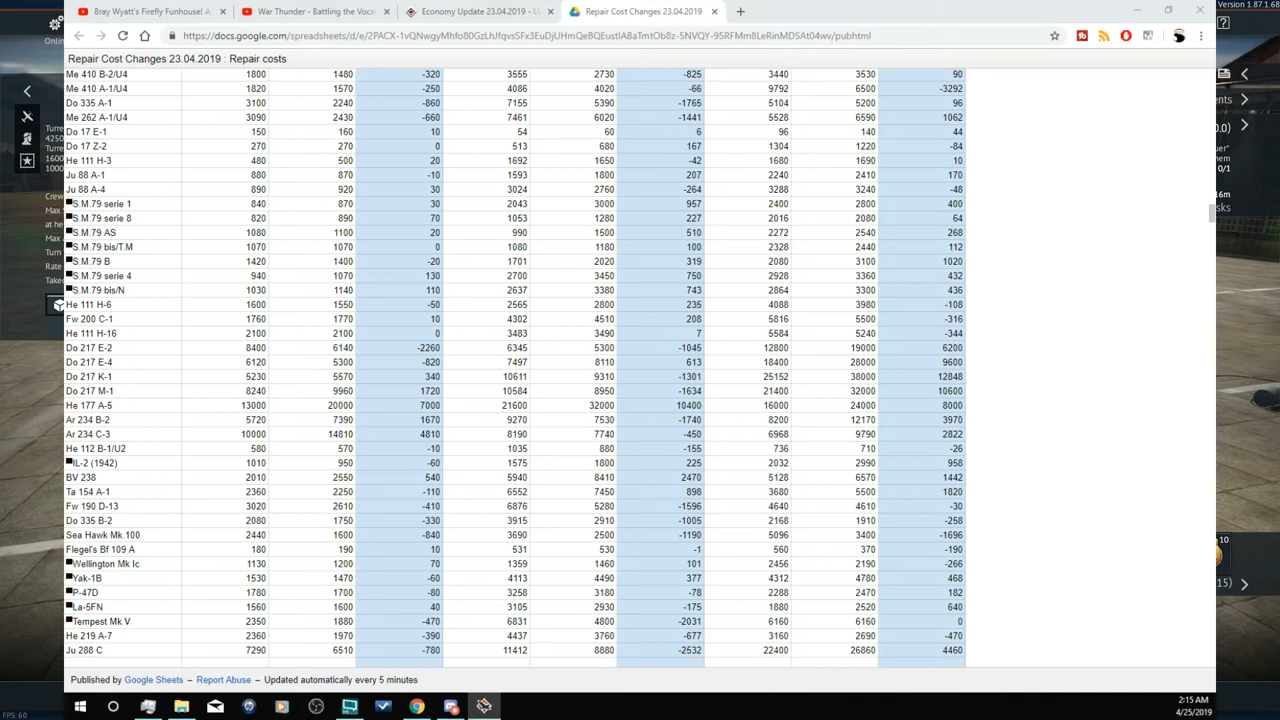 Version 1.87.1.68
Bray Wyatt's Firefly Funhouse! A
War Thunder - Battling the Vocal
Economy Update 23.04.2019 - U
Repair Cost Changes 23.04.2019
Onlin
Repair Cost Changes 23.04.2019 : Repair costs
Me 410 B-2/U4 1800 1480 -320 3555 2730 -825 3440 3530 90
Me 410 A-1/U4 1820 1570 -250 4086 4020 -66 9792 6500 -3292
Do 335 A-1 3100 2240 -860 7155 5390 -1765 5104 5200 96
Me 262 A-1/U4 3090 2430 -660 7461 6020 -1441 5528 6590 1062
Do 17 E-1 150 160 10 54 60 6 96 140 44
Do 17 Z-2 270 270 0 513 680 167 1304 1220 -84
He 111 H-3 480 500 20 1692 1650 -42 1680 1690 10
Ju 88 A-1 880 870 -10 1593 1800 207 2240 2410 170
Ju 88 A-4 890 920 30 3024 2760 -264 3288 3240 -48
S.M.79 serie 1 840 870 30 2043 3000 957 2400 2800 400
S.M.79 serie 8 820 890 70 1053 1280 227 2016 2080 64
S.M.79 AS 1080 1100 20 990 1500 510 2272 2540 268
S.M.79 bis/T.M 1070 1070 0 1080 1180 100 2328 2440 112
S.M.79 B 1420 1400 -20 1701 2020 319 2080 3100 1020
S.M.79 serie 4 940 1070 130 2700 3450 750 2928 3360 432
S.M.79 bis/N 1030 1140 110 2637 3380 743 2864 3300 436
He 111 H-6 1600 1550 -50 2565 2800 235 4088 3980 -108
Fw 200 C-1 1760 1770 10 4302 4510 208 5816 5500 -316
He 111 H-16 2100 2100 0 3483 3490 7 5584 5240 -344
Do 217 E-2 8400 6140 -2260 6345 5300 -1045 12800 19000 6200
Do 217 E-4 6120 5300 -820 7497 8110 613 18400 28000 9600
Do 217 K-1 5230 5570 340 10611 9310 -1301 25152 38000 12848
Do 217 M-1 8240 9960 1720 10584 8950 -1634 21400 32000 10600
He 177 A-5 13000 20000 7000 21600 32000 10400 16000 24000 8000
Ar 234 B-2 5720 7390 1670 9270 7530 -1740 8200 12170 3970
Ar 234 C-3 10000 14810 4810 8190 7740 -450 6968 9790 2822
He 112 B-1/U2 580 570 -10 1035 880 -155 736 710 -26
IL-2 (1942) 1010 950 -60 1575 1800 225 2032 2990 958
BV 238 2010 2550 540 5940 8410 2470 5128 6570 1442
Ta 154 A-1 2360 2250 -110 6552 7450 898 3680 5500 1820
Fw 190 D-13 3020 2610 -410 6876 5280 -1596 4640 4610 -30
Do 335 B-2 2080 1750 -330 3915 2910 -1005 2168 1910 -258
Sea Hawk Mk.100 2440 1600 -840 3690 2500 -1190 5096 3400 -1696
Flegel's Bf 109 A 180 190 10 531 530 -1 560 370 -190
Wellington Mk Ic 1130 1200 70 1359 1460 101 2456 2190 -266
Yak-1B 1530 1470 -60 4113 4490 377 4312 4780 468
P-47D 1780 1700 -80 3258 3180 -78 2288 2470 182
La-5FN 1560 1600 40 3105 2930 -175 1880 2520 640
Tempest Mk V 2350 1880 -470 6831 4800 -2031 6160 6160 0
He 219 A-7 2360 1970 -390 4437 3760 -677 3160 2690 -470
Ju 288 C 7290 6510 -780 11412 8880 -2532 22400 26860 4460
Published by Google Sheets – Report Abuse – Updated automatically every 5 minutes
2:15 AM
4/25/2019
FPS: 60